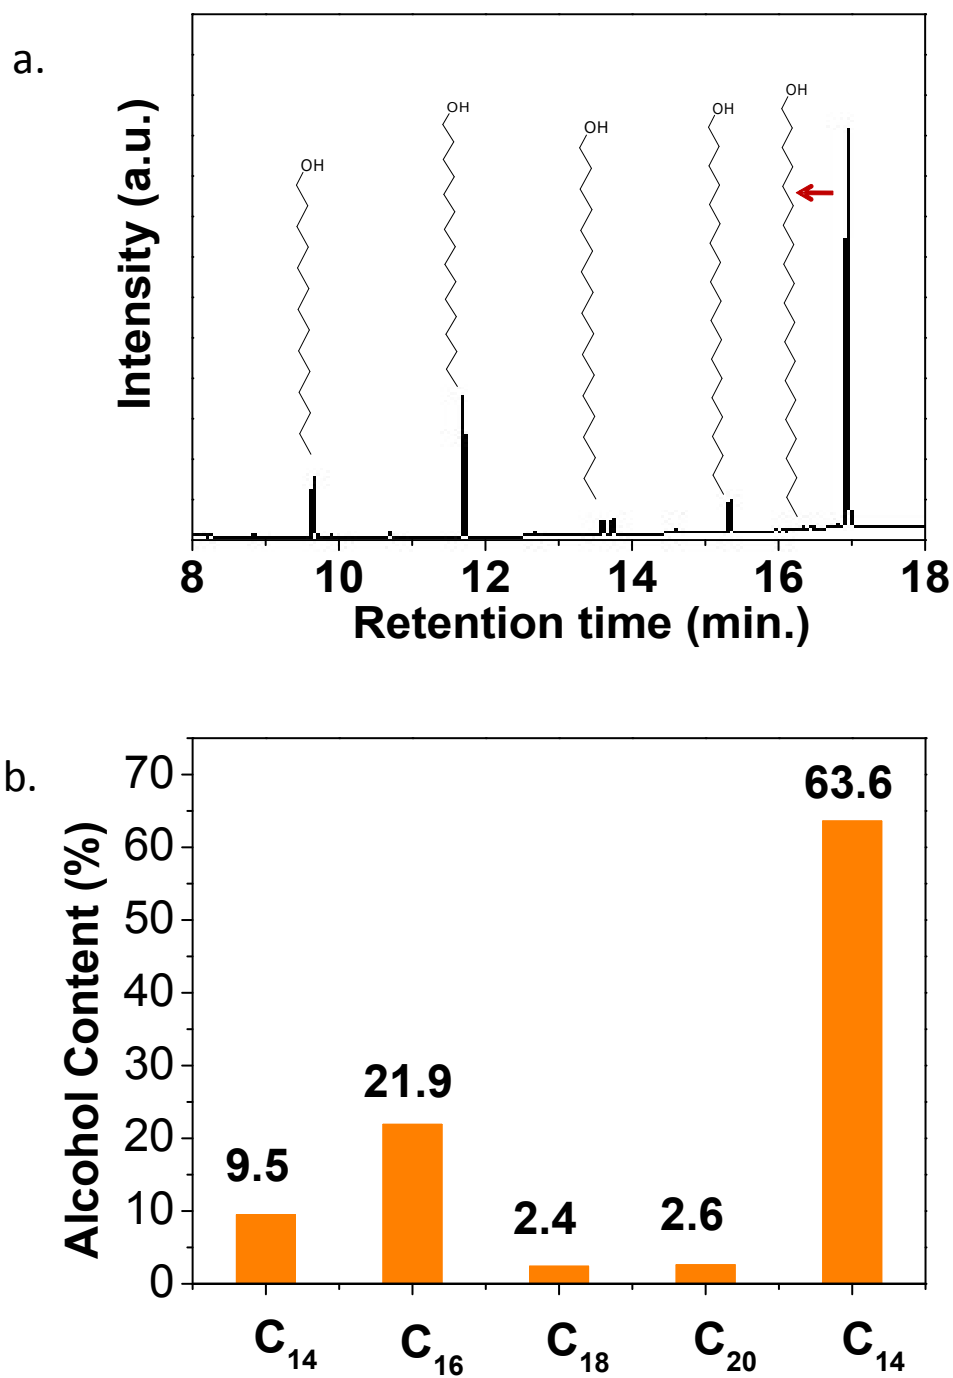 a.
Intensity (a.u.)
OH
OH
OH
OH
OH
8 10 12 14 16 18
Retention time (min.)
b.
Alcohol Content (%)
70
60
50
40
30
20
10
0
9.5
21.9
2.4
2.6
63.6
C14 C16 C18 C20 C14